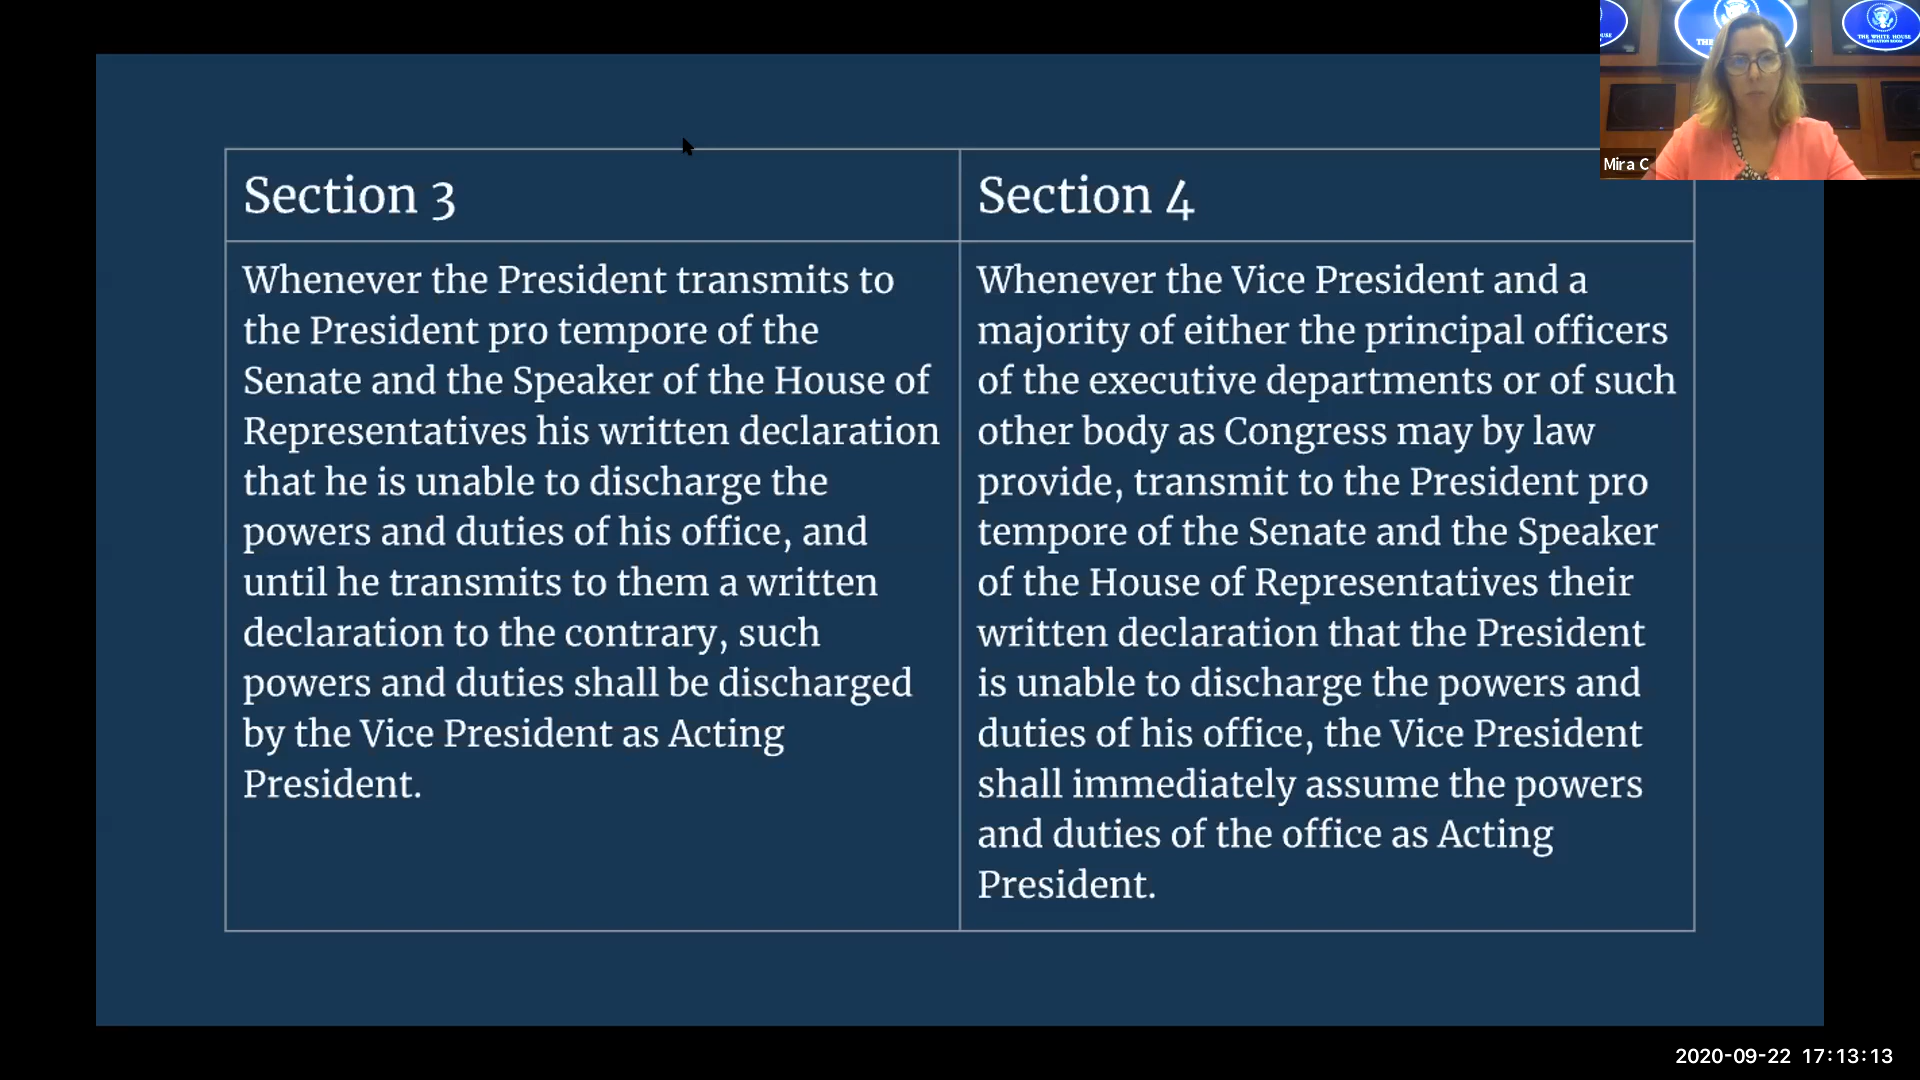 Section 3
Whenever the President transmits to
the President pro tempore of the
Senate and the Speaker of the House of
Representatives his written declaration
that he is unable to discharge the
powers and duties of his office, and
until he transmits to them a written
declaration to the contrary, such
powers and duties shall be discharged
by the Vice President as Acting
President.
Section 4
Whenever the Vice President and a
majority of either the principal officers
of the executive departments or of such
other body as Congress may by law
provide, transmit to the President pro
tempore of the Senate and the Speaker
of the House of Representatives their
written declaration that the President
is unable to discharge the powers and
duties of his office, the Vice President
shall immediately assume the powers
and duties of the office as Acting
President.
THE WHITE HOUSE
SITUATION ROOM
Mira C
2020-09-22 17:13:13